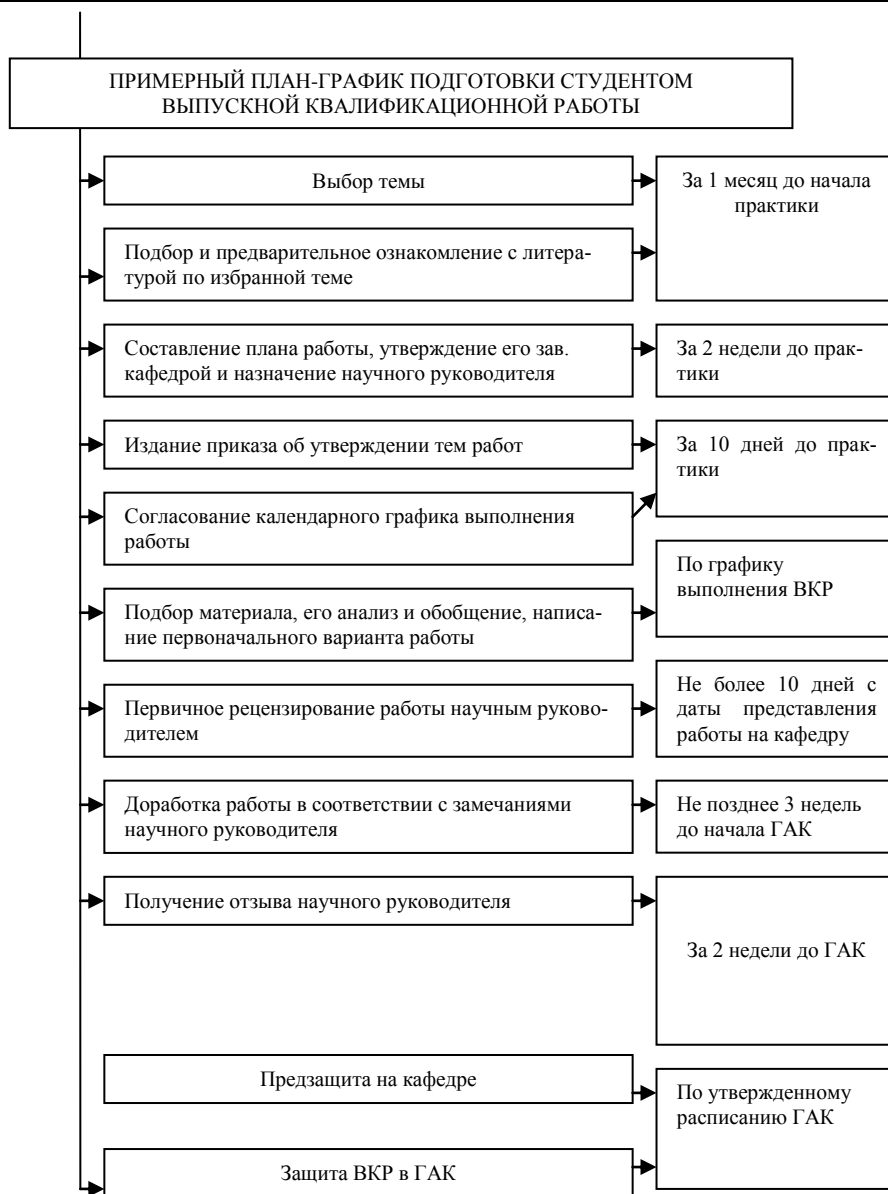 ПРИМЕРНЫЙ ПЛАН-ГРАФИК ПОДГОТОВКИ СТУДЕНТОМ
ВЫПУСКНОЙ КВАЛИФИКАЦИОННОЙ РАБОТЫ
Выбор темы
За 1 месяц до начала
практики
Подбор и предварительное ознакомление с литера-
турой по избранной теме
Составление плана работы, утверждение его зав.
кафедрой и назначение научного руководителя
За 2 недели до прак-
тики
Издание приказа об утверждении тем работ
За 10 дней до прак-
тики
Согласование календарного графика выполнения
работы
По графику
выполнения ВКР
Подбор материала, его анализ и обобщение, написа-
ние первоначального варианта работы
Первичное рецензирование работы научным руково-
дителем
Не более 10 дней с
даты представления
работы на кафедру
Доработка работы в соответствии с замечаниями
научного руководителя
Не позднее 3 недель
до начала ГАК
Получение отзыва научного руководителя
За 2 недели до ГАК
Предзащита на кафедре
По утвержденному
расписанию ГАК
Защита ВКР в ГАК